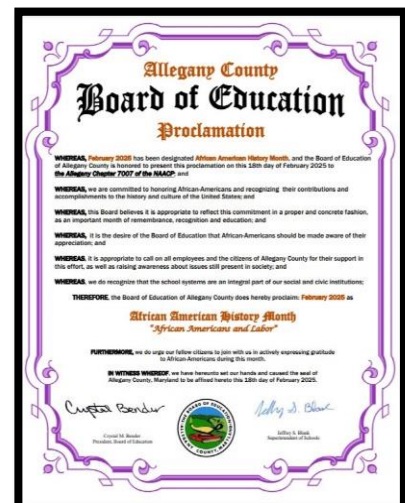 Allegany County
Board of Education
Proclamation
WHEREAS, February 2025 has been designated African American History Month, and the Board of Education
of Allegany County is honored to present this proclamation on this 18th day of February 2025 to
the Allegany Chapter 7007 of the NAACP; and
WHEREAS, we are committed to honoring African-Americans and recognizing their contributions and
accomplishments to the history and culture of the United States; and
WHEREAS, this Board believes it is appropriate to reflect this commitment in a proper and concrete fashion,
as an important month of remembrance, recognition and education; and
WHEREAS, it is the desire of the Board of Education that African-Americans should be made aware of their
appreciation; and
WHEREAS, it is appropriate to call on all employees and the citizens of Allegany County for their support in
this effort, as well as raising awareness about issues still present in society; and
WHEREAS, we do recognize that the school systems are an integral part of our social and civic institutions;
THEREFORE, the Board of Education of Allegany County does hereby proclaim: February 2025 as
African American History Month
"African Americans and Labor"
FURTHERMORE, we do urge our fellow citizens to join with us in actively expressing gratitude
to African-Americans during this month.
IN WITNESS WHEREOF, we have hereunto set our hands and caused the seal of
Allegany County, Maryland to be affixed hereto this 18th day of February 2025.
Crystal Bender
Crystal M. Bender
President, Board of Education
Jeffrey S. Blank
Superintendent of Schools